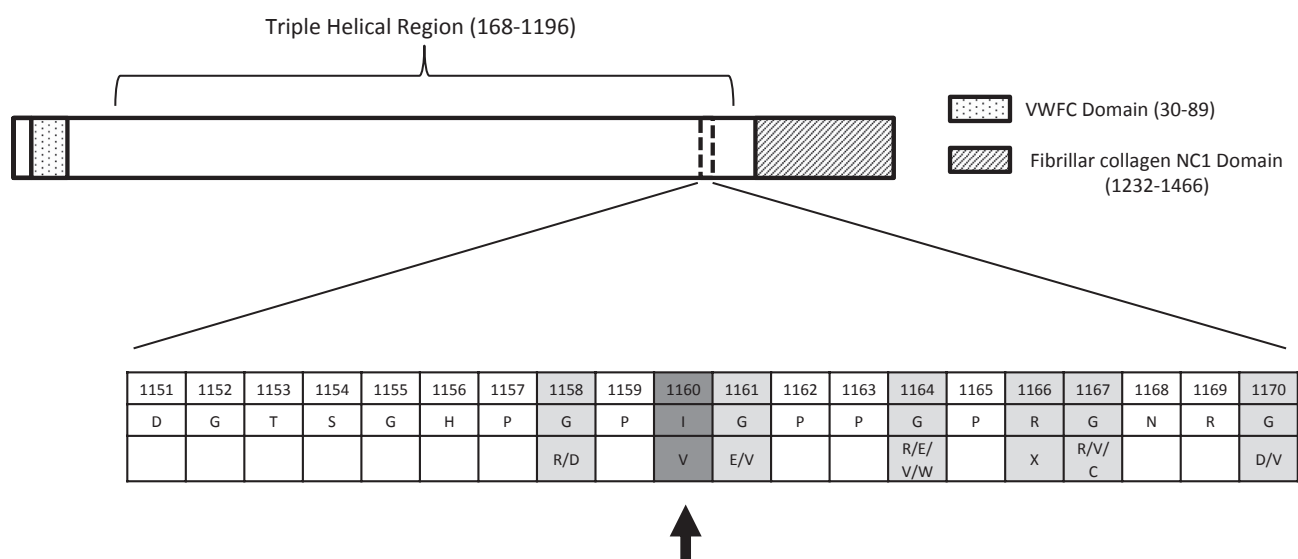 Triple Helical Region (168-1196)
VWFC Domain (30-89)
Fibrillar collagen NC1 Domain
(1232-1466)
1151 1152 1153 1154 1155 1156 1157 1158 1159 1160 1161 1162 1163 1164 1165 1166 1167 1168 1169 1170
D G T S G H P G P I G P P G P R G N R G
R/D V E/V R/E/ X R/V/ D/V
V/W C